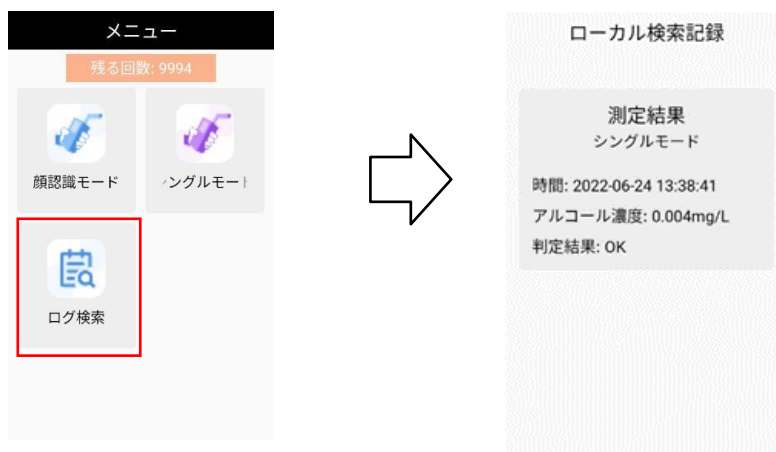 メニュー
残る回数: 9994
顔認識モード
ングルモー
ログ検索
ローカル検索記録
測定結果
シングルモード
時間: 2022-06-24 13:38:41
アルコール濃度: 0.004mg/L
判定結果: OK